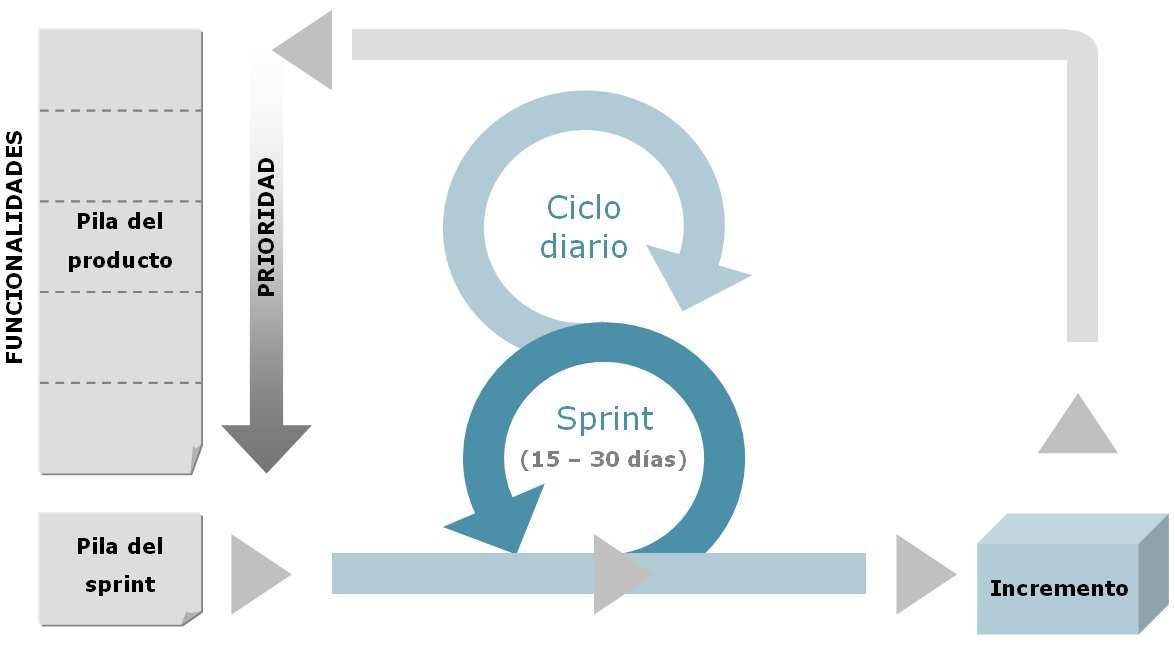 FUNCIONALIDADES
Pila del
producto
PRIORIDAD
Ciclo
diario
Sprint
(15 – 30 días)
Pila del
sprint
Incremento